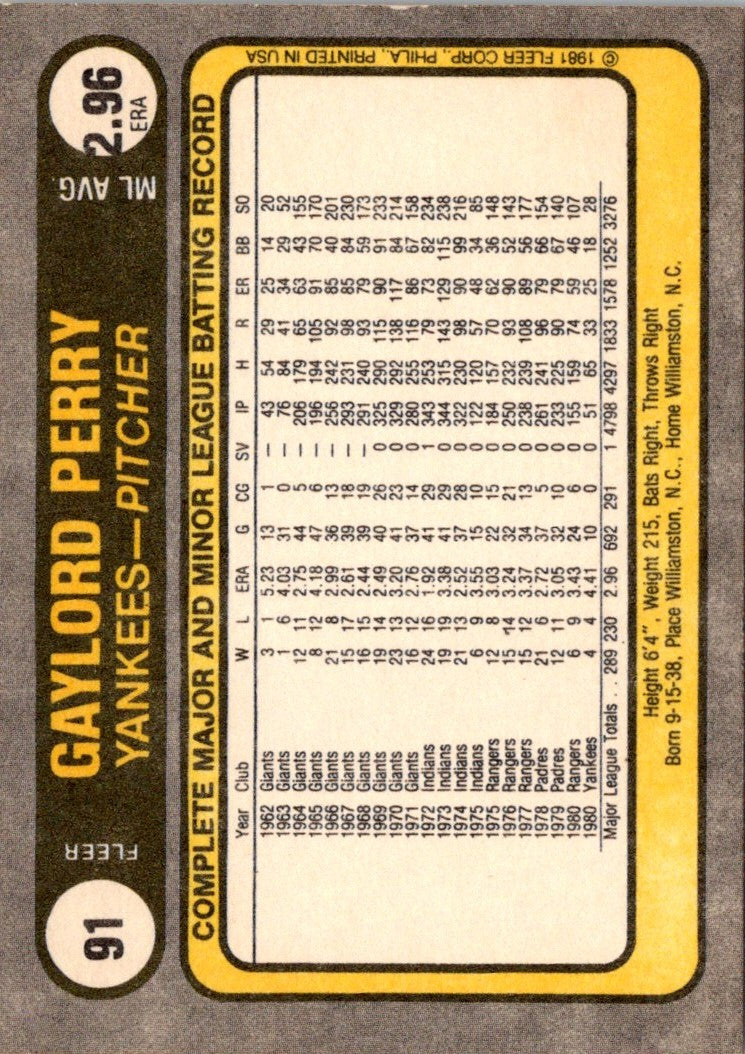 91
FLEER
GAYLORD PERRY
YANKEES—PITCHER
ML AVG.
2.96
ERA
COMPLETE MAJOR AND MINOR LEAGUE BATTING RECORD
Year Club W L ERA G CG SV IP H R ER BB SO
1962 Giants 3 1 5.23 13 1 — 43 54 29 25 14 20
1963 Giants 1 6 4.03 31 0 — 76 84 41 34 29 52
1964 Giants 12 11 2.75 44 5 — 206 179 65 63 43 155
1965 Giants 8 12 4.18 47 6 — 196 194 105 91 70 170
1966 Giants 21 8 2.99 36 13 — 256 242 92 85 40 201
1967 Giants 15 17 2.61 39 18 — 293 231 98 85 84 230
1968 Giants 16 15 2.44 39 19 — 291 240 93 79 59 173
1969 Giants 19 14 2.49 40 26 0 325 290 115 90 91 233
1970 Giants 23 13 3.20 41 23 0 329 292 138 117 84 214
1971 Giants 16 12 2.76 37 14 0 280 255 116 86 67 158
1972 Indians 24 16 1.92 41 29 1 343 253 79 73 82 234
1973 Indians 19 19 3.38 41 29 0 344 315 143 129 115 238
1974 Indians 21 13 2.52 37 28 0 322 230 98 90 99 216
1975 Indians 6 9 3.55 15 10 0 122 120 57 48 34 85
1975 Rangers 12 8 3.03 22 15 0 184 157 70 62 36 148
1976 Rangers 15 14 3.24 32 21 0 250 232 93 90 52 143
1977 Rangers 15 12 3.37 34 13 0 238 239 108 89 56 177
1978 Padres 21 6 2.72 37 5 0 261 241 96 79 66 154
1979 Padres 12 11 3.05 32 10 0 233 225 90 79 67 140
1980 Rangers 6 9 3.43 24 6 0 155 159 74 59 46 107
1980 Yankees 4 4 4.41 10 0 0 51 65 33 25 18 28
Major League Totals . . 289 230 2.96 692 291 1 4798 4297 1833 1578 1252 3276
Height 6'4", Weight 215, Bats Right, Throws Right
Born 9-15-38, Place Williamston, N.C., Home Williamston, N.C.
© 1981 FLEER CORP., PHILA., PRINTED IN USA